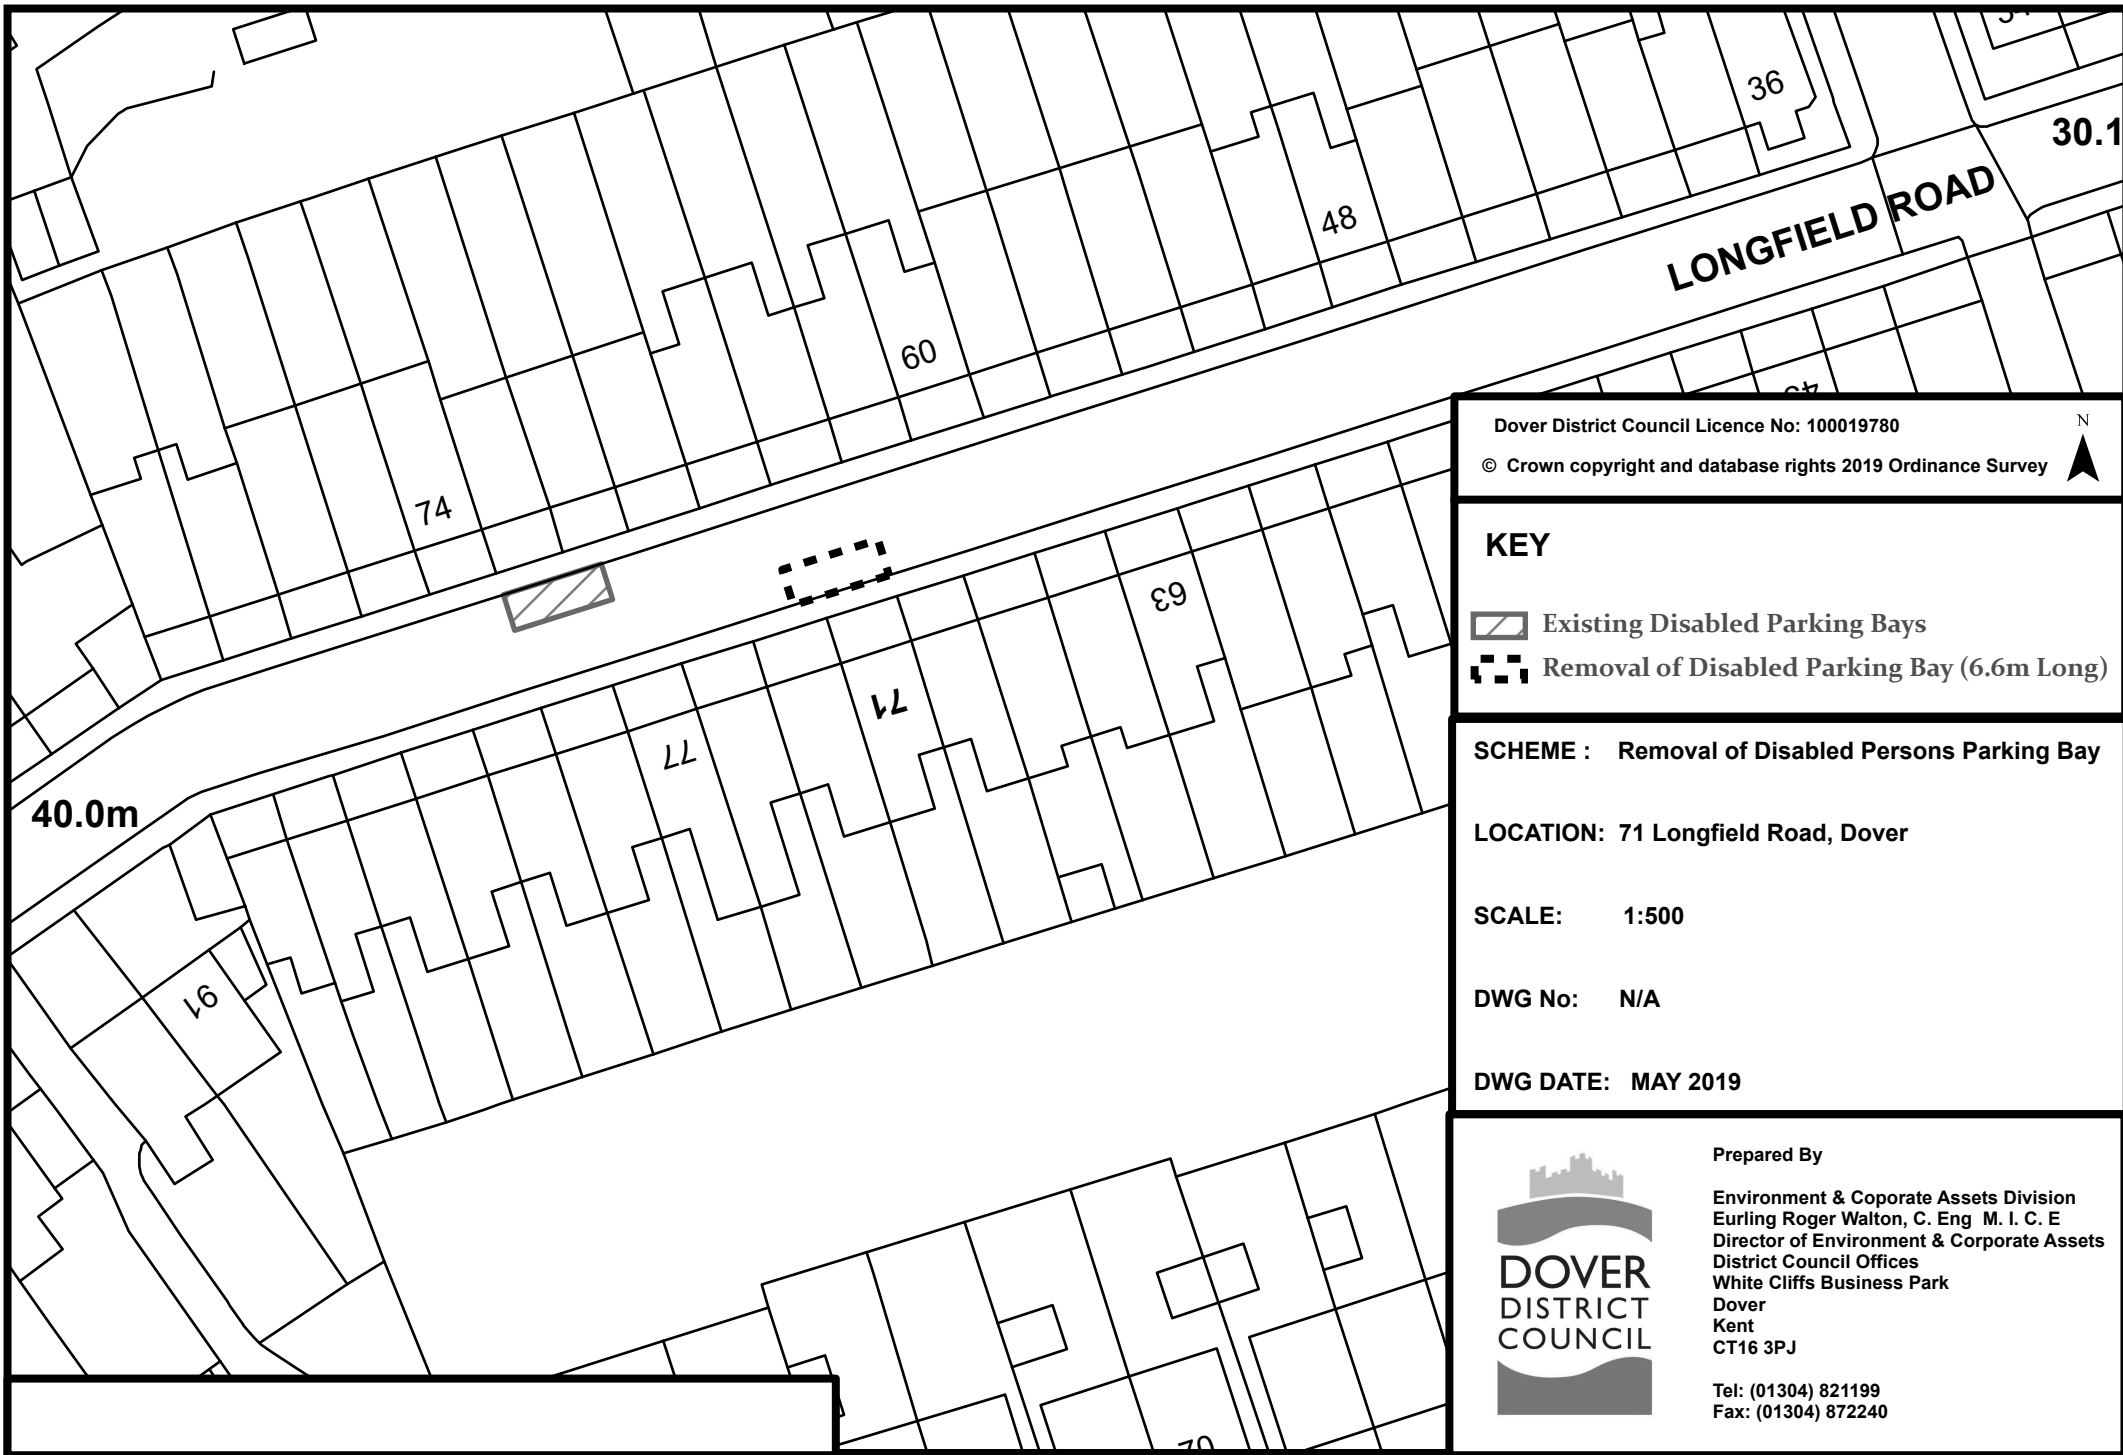 36
30.1
LONGFIELD ROAD
48
60
74
63
71
77
40.0m
91
Dover District Council Licence No: 100019780
N
© Crown copyright and database rights 2019 Ordinance Survey
KEY
Existing Disabled Parking Bays
Removal of Disabled Parking Bay (6.6m Long)
SCHEME : Removal of Disabled Persons Parking Bay
LOCATION: 71 Longfield Road, Dover
SCALE: 1:500
DWG No: N/A
DWG DATE: MAY 2019
DOVER
DISTRICT
COUNCIL
Prepared By
Environment & Coporate Assets Division
Eurling Roger Walton, C. Eng M. I. C. E
Director of Environment & Corporate Assets
District Council Offices
White Cliffs Business Park
Dover
Kent
CT16 3PJ
Tel: (01304) 821199
Fax: (01304) 872240